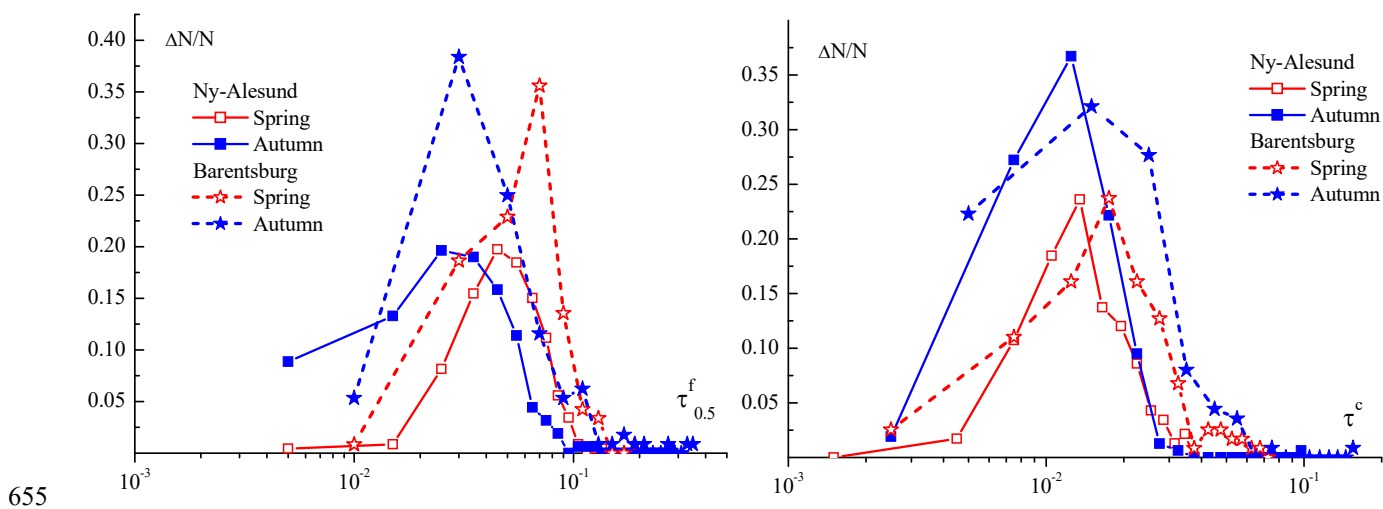 ΔN/N
0.40
0.35
0.30
0.25
0.20
0.15
0.10
0.05
Ny-Alesund
Spring
Autumn
Barentsburg
Spring
Autumn
τ^f_0.5
10^-3
10^-2
10^-1
ΔN/N
0.35
0.30
0.25
0.20
0.15
0.10
0.05
Ny-Alesund
Spring
Autumn
Barentsburg
Spring
Autumn
τ^c
10^-3
10^-2
10^-1
655